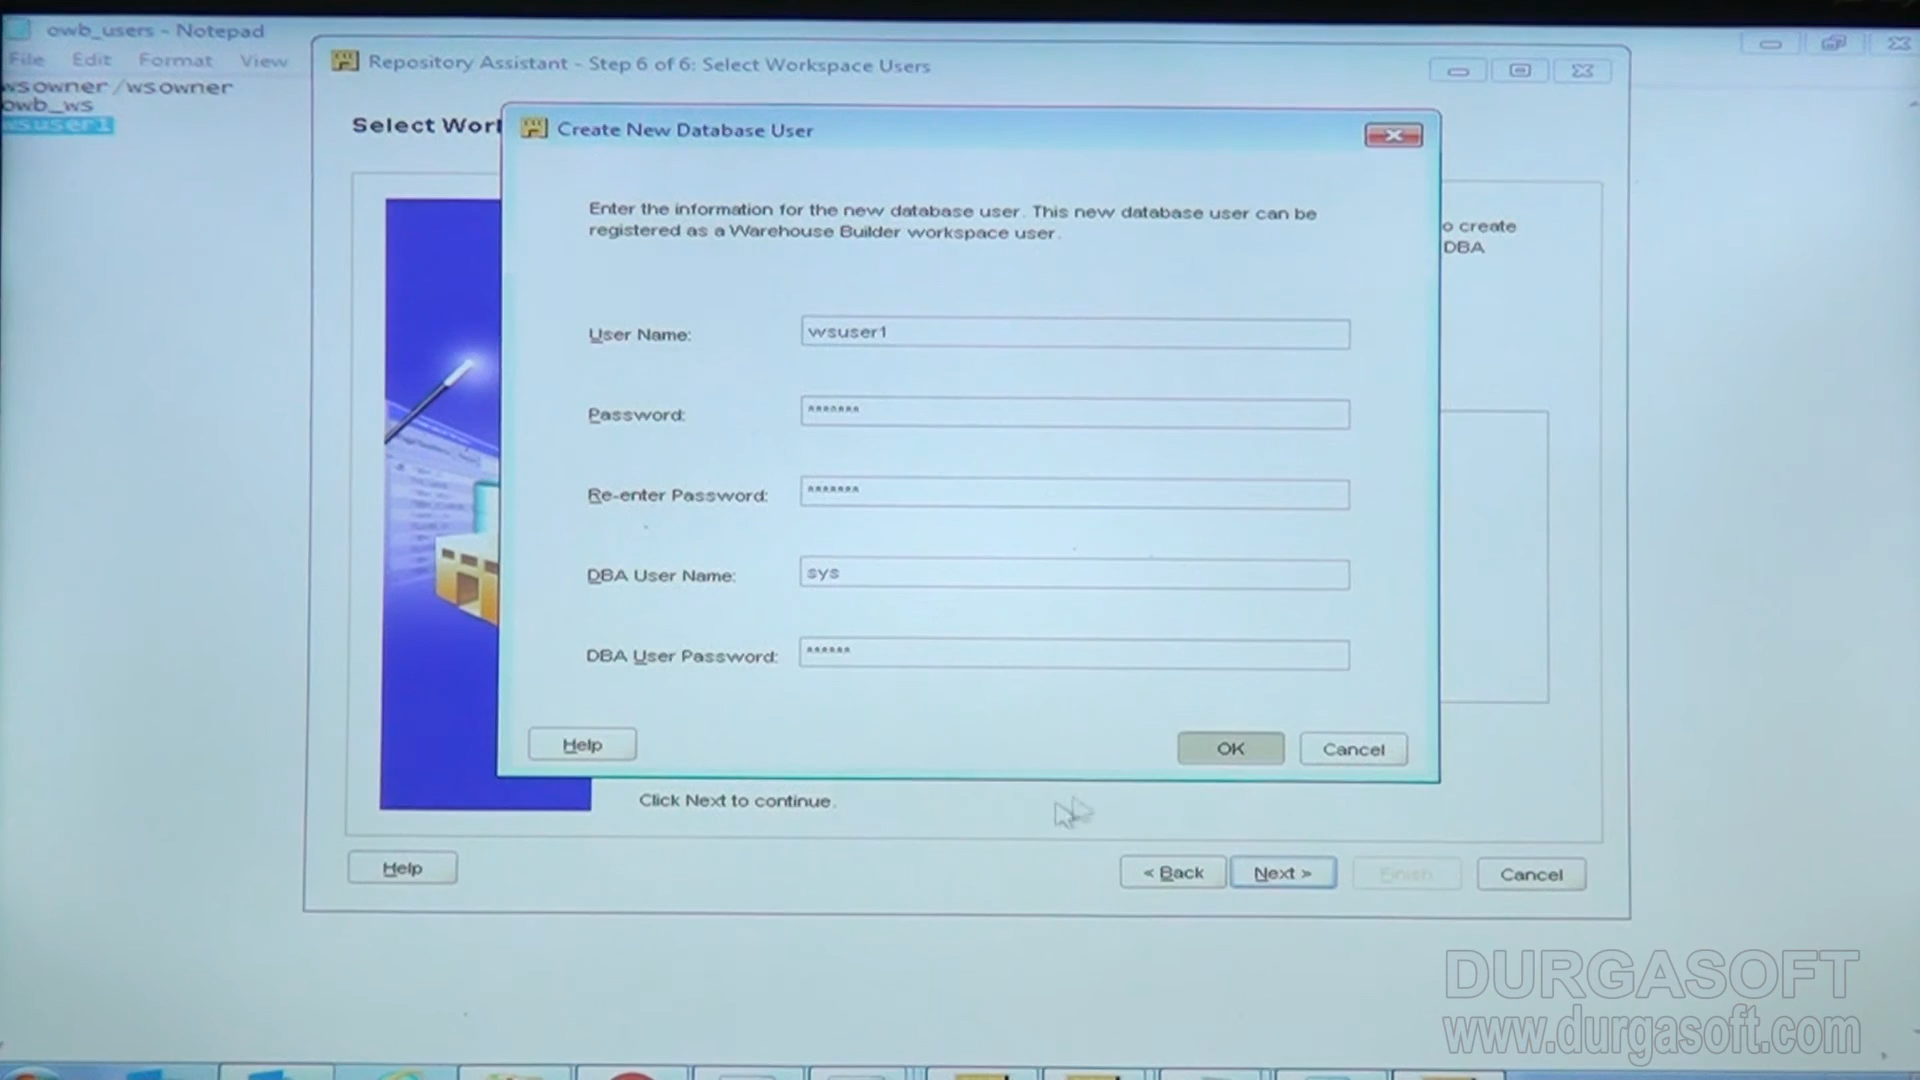 owb_users - Notepad
File Edit Format View
wsowner/wsowner
owb_ws
wsuser1
Repository Assistant - Step 6 of 6: Select Workspace Users
Select Wor
Create New Database User
Enter the information for the new database user. This new database user can be
registered as a Warehouse Builder workspace user.
o create
DBA
User Name: wsuser1
Password: *******
Re-enter Password: *******
DBA User Name: sys
DBA User Password: ******
Help OK Cancel
Click Next to continue.
Help < Back Next > Finish Cancel
DURGASOFT
www.durgasoft.com